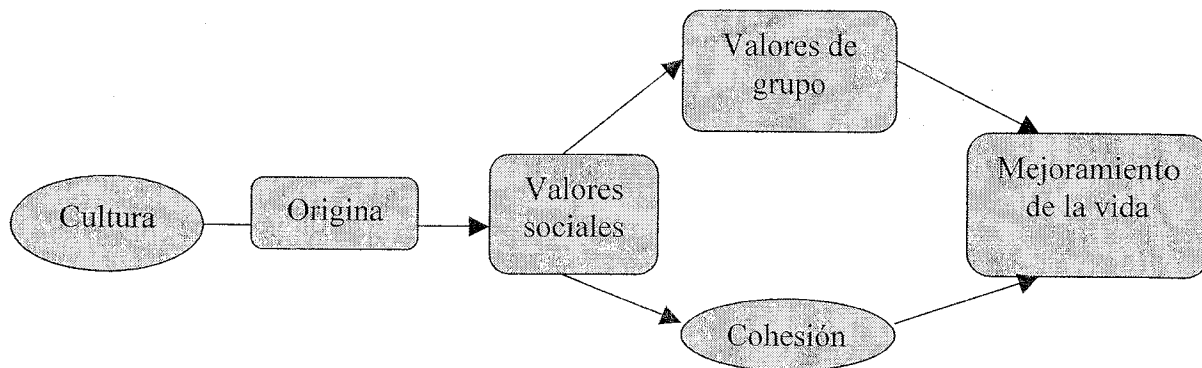 Cultura
Origina
Valores
sociales
Valores de
grupo
Cohesión
Mejoramiento
de la vida